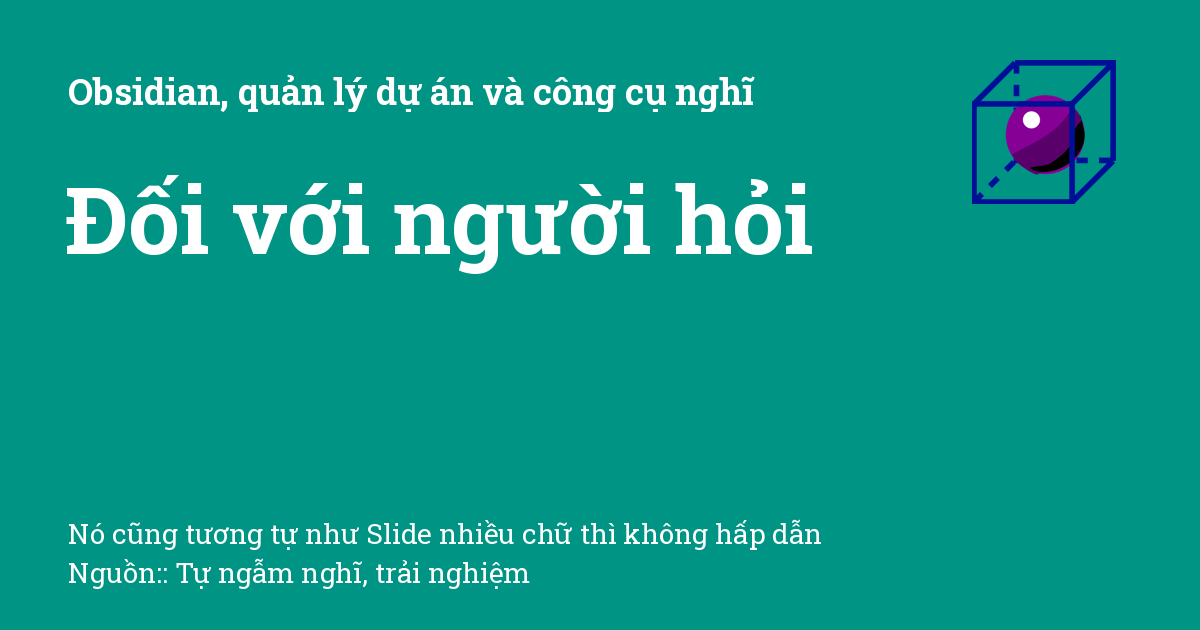 Obsidian, quản lý dự án và công cụ nghĩ
Đối với người hỏi
Nó cũng tương tự như Slide nhiều chữ thì không hấp dẫn
Nguồn:: Tự ngẫm nghĩ, trải nghiệm